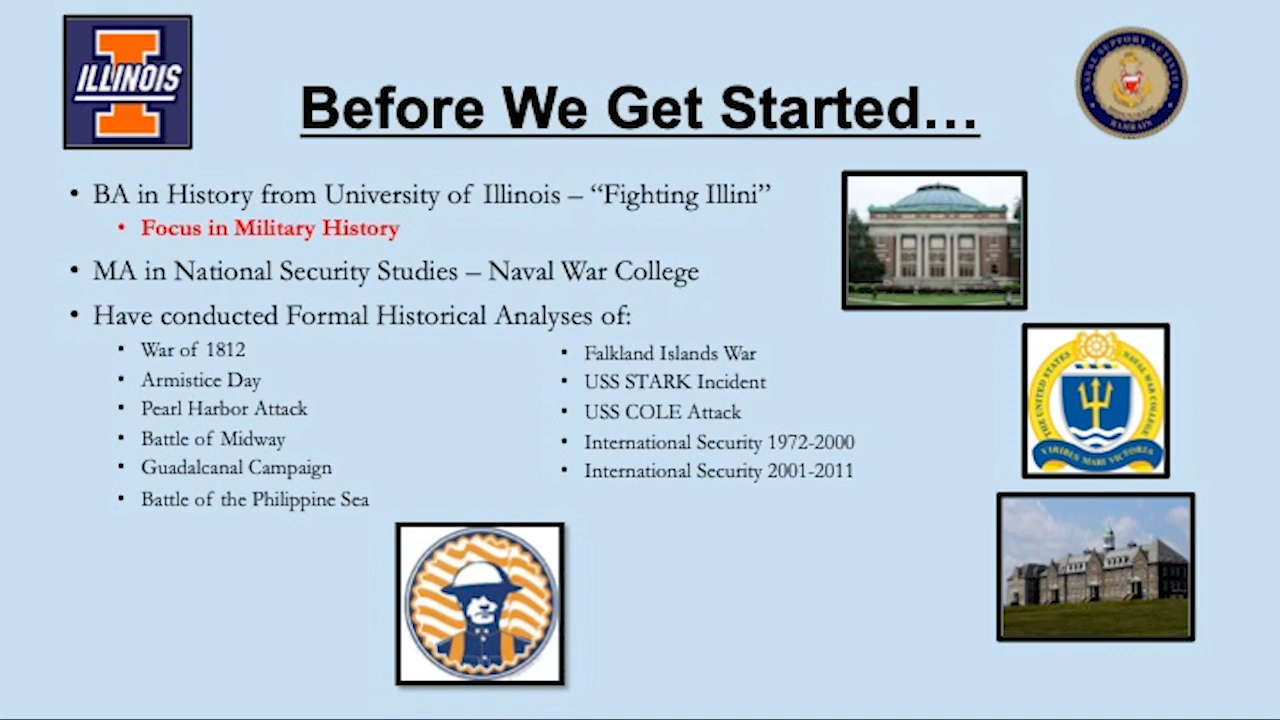 ILLINOIS
NAVAL SUPPORT ACTIVITY
BAHRAIN
Before We Get Started…
• BA in History from University of Illinois – “Fighting Illini”
• Focus in Military History
• MA in National Security Studies – Naval War College
• Have conducted Formal Historical Analyses of:
• War of 1812
• Armistice Day
• Pearl Harbor Attack
• Battle of Midway
• Guadalcanal Campaign
• Battle of the Philippine Sea
• Falkland Islands War
• USS STARK Incident
• USS COLE Attack
• International Security 1972-2000
• International Security 2001-2011
THE UNITED STATES NAVAL WAR COLLEGE
VIRIBUS MARI VICTORIA